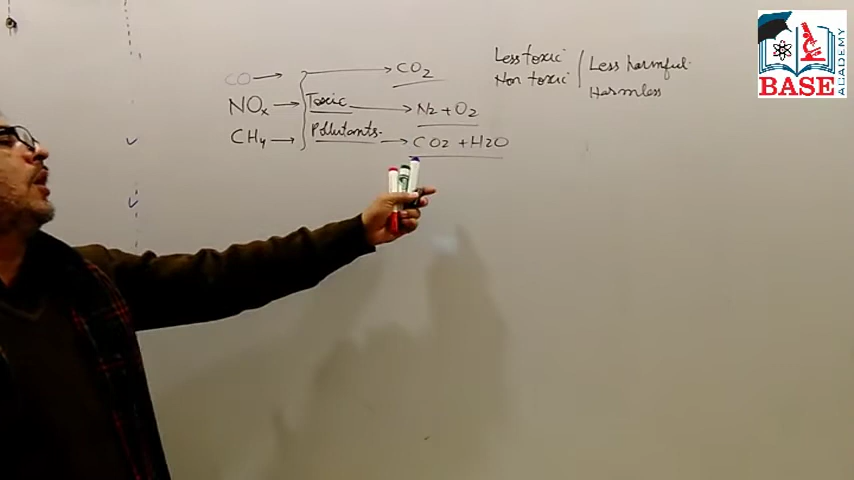 CO → CO2
NOx → Toxic → N2 + O2
CH4 → Pollutants → CO2 + H2O
Less toxic
Non toxic
Less harmful
Harmless
BASE
ACADEMY